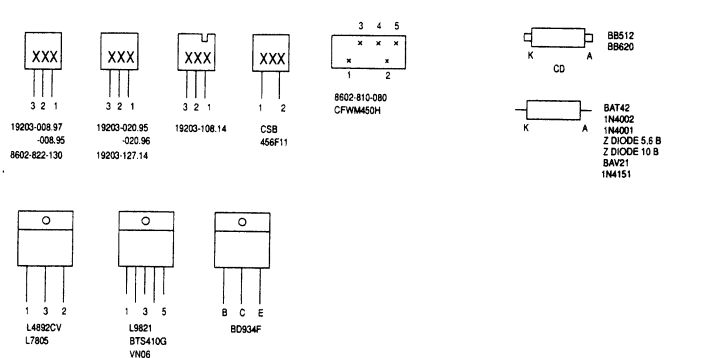 3 4 5
x x x
x x
1 2
8602-810-080
CFWM450H
XXX
3 2 1
19203-008.97
-008.95
8602-822-130
XXX
3 2 1
19203-020.95
-020.96
19203-127.14
XXX
3 2 1
19203-108.14
XXX
1 2
CSB
456F11
K A
CD
BB512
BB620
K A
BAT42
1N4002
1N4001
Z DIODE 5,6 B
Z DIODE 10 B
BAV21
1N4151
1 3 2
L4892CV
L7805
1 3 5
L9821
BTS410G
VN06
B C E
BD934F